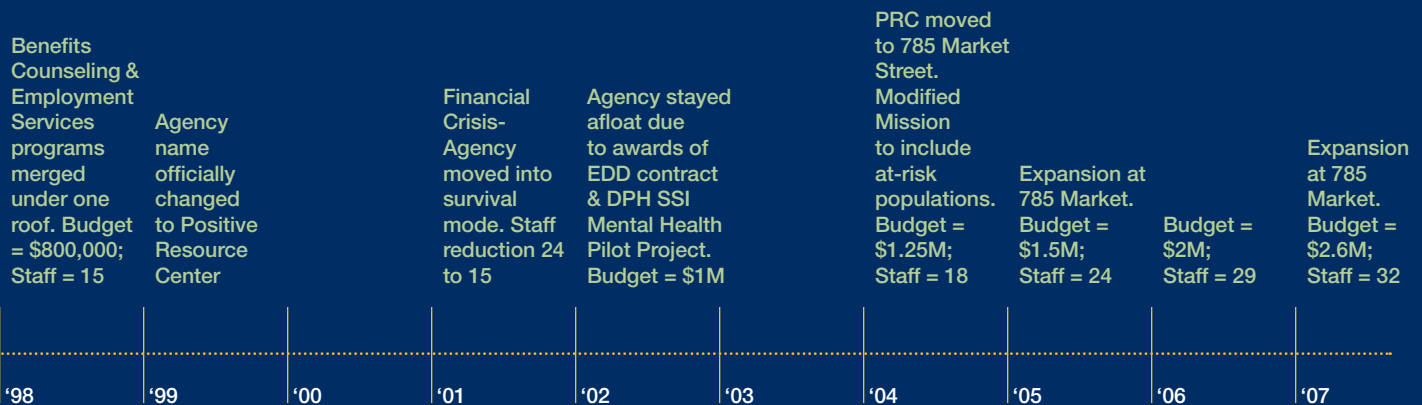 Benefits
Counseling &
Employment
Services
programs
merged
under one
roof. Budget
= $800,000;
Staff = 15
Agency
name
officially
changed
to Positive
Resource
Center
Financial
Crisis-
Agency
moved into
survival
mode. Staff
reduction 24
to 15
Agency stayed
afloat due
to awards of
EDD contract
& DPH SSI
Mental Health
Pilot Project.
Budget = $1M
PRC moved
to 785 Market
Street.
Modified
Mission
to include
at-risk
populations.
Budget =
$1.25M;
Staff = 18
Expansion at
785 Market.
Budget =
$1.5M;
Staff = 24
Budget =
$2M;
Staff = 29
Expansion
at 785
Market.
Budget =
$2.6M;
Staff = 32
‘98 ‘99 ‘00 ‘01 ‘02 ‘03 ‘04 ‘05 ‘06 ‘07